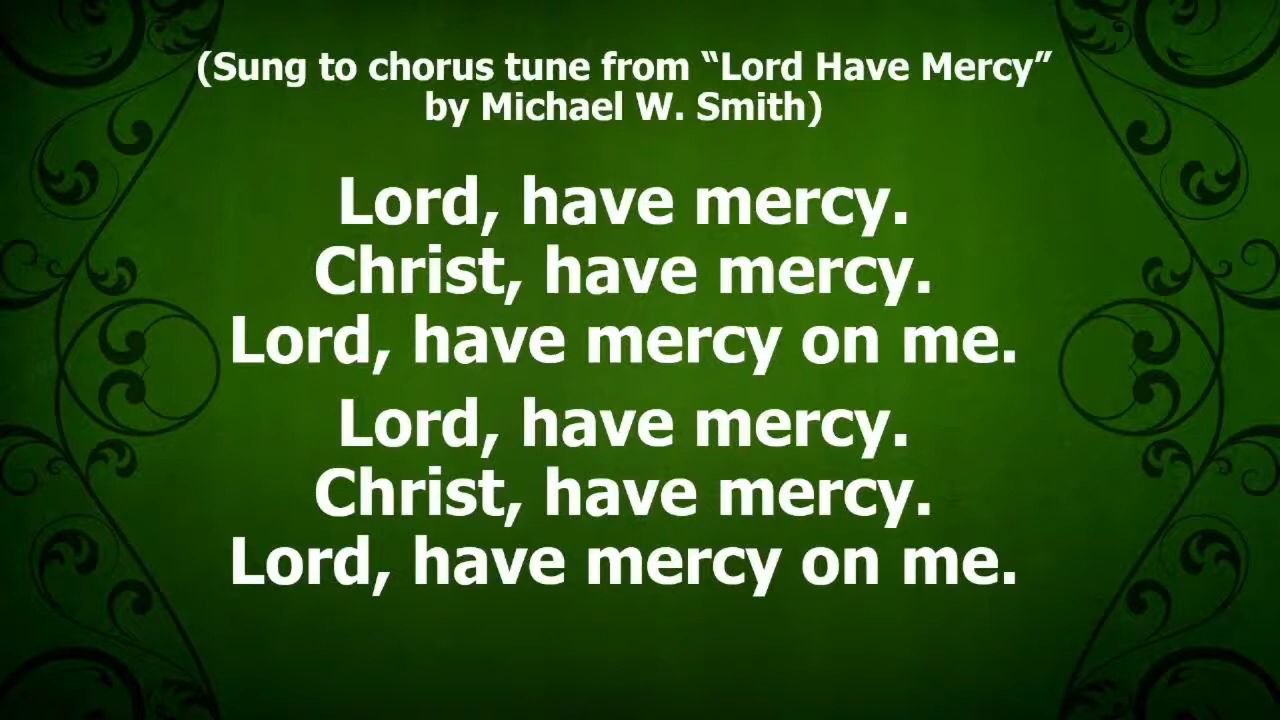 (Sung to chorus tune from “Lord Have Mercy”
by Michael W. Smith)
Lord, have mercy.
Christ, have mercy.
Lord, have mercy on me.
Lord, have mercy.
Christ, have mercy.
Lord, have mercy on me.